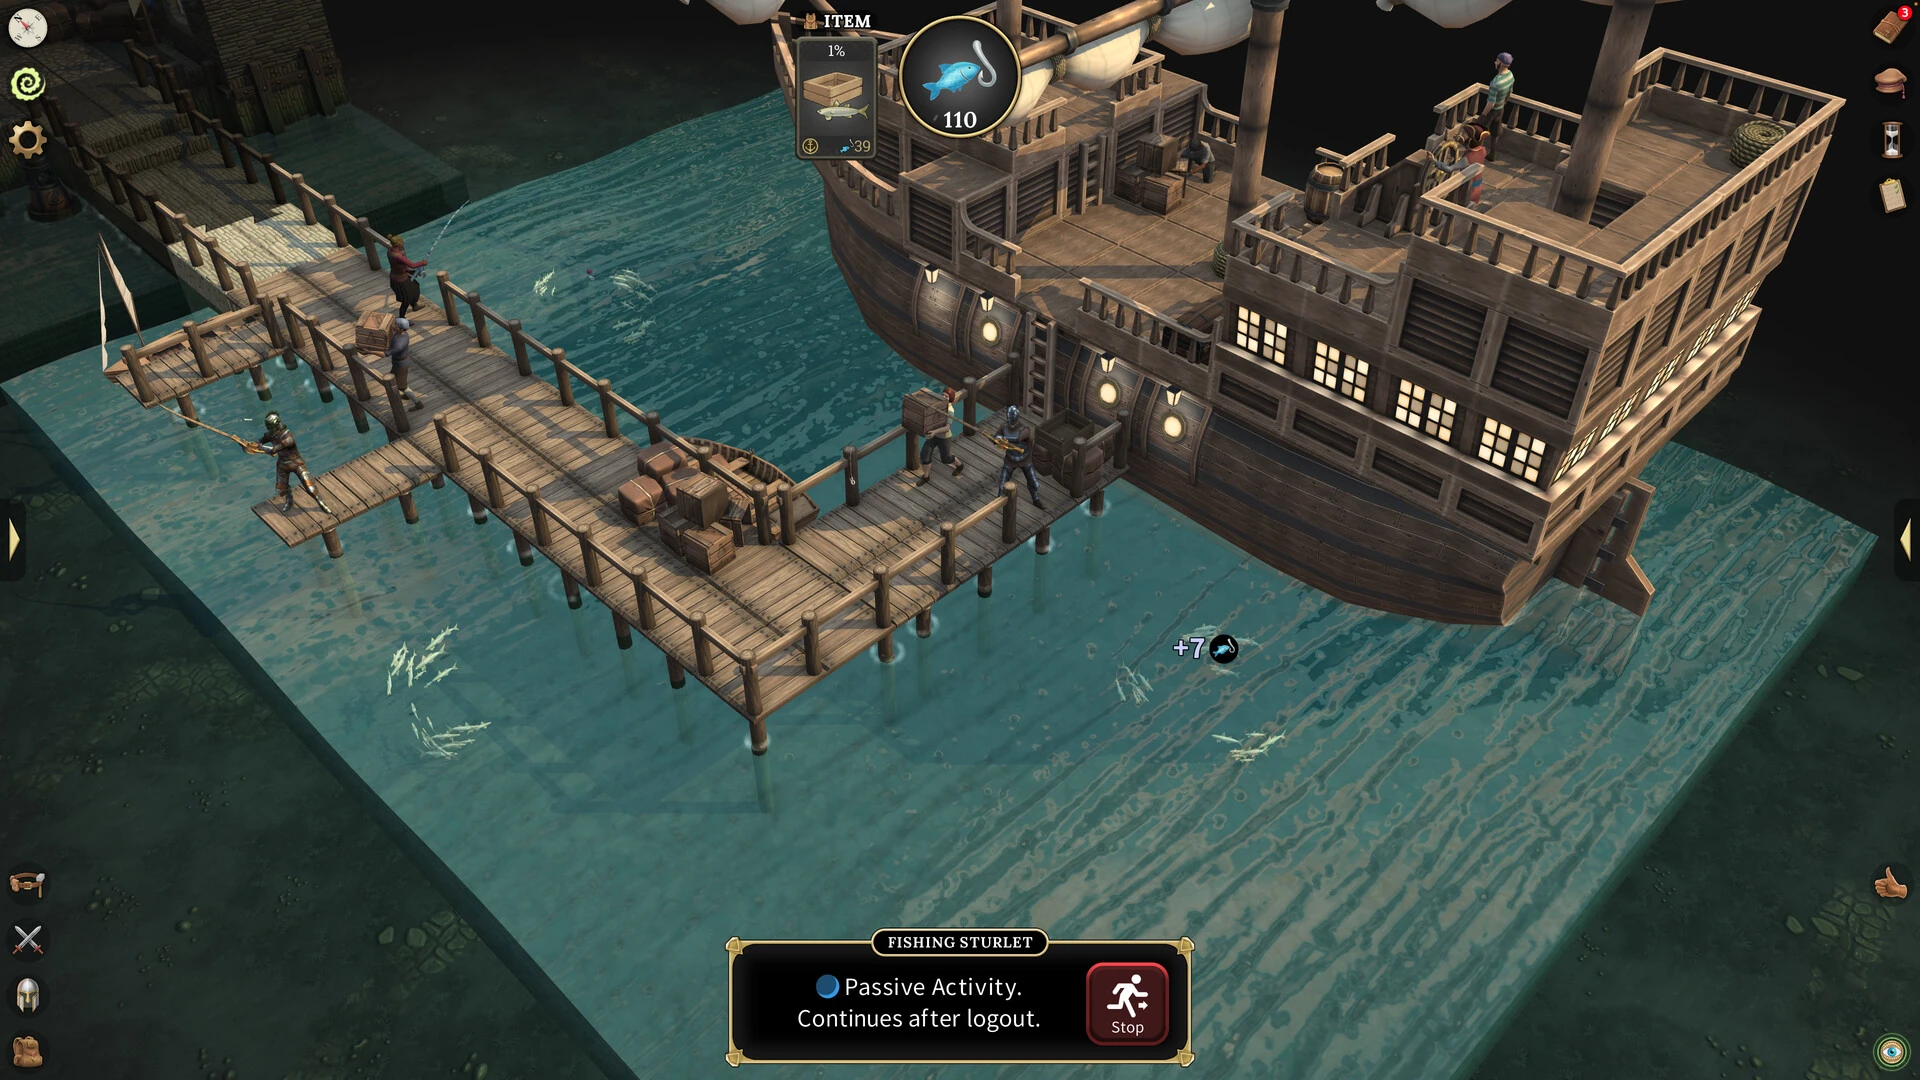 ITEM
1%
39
110
3
+7
FISHING STURLET
Passive Activity.
Continues after logout.
Stop